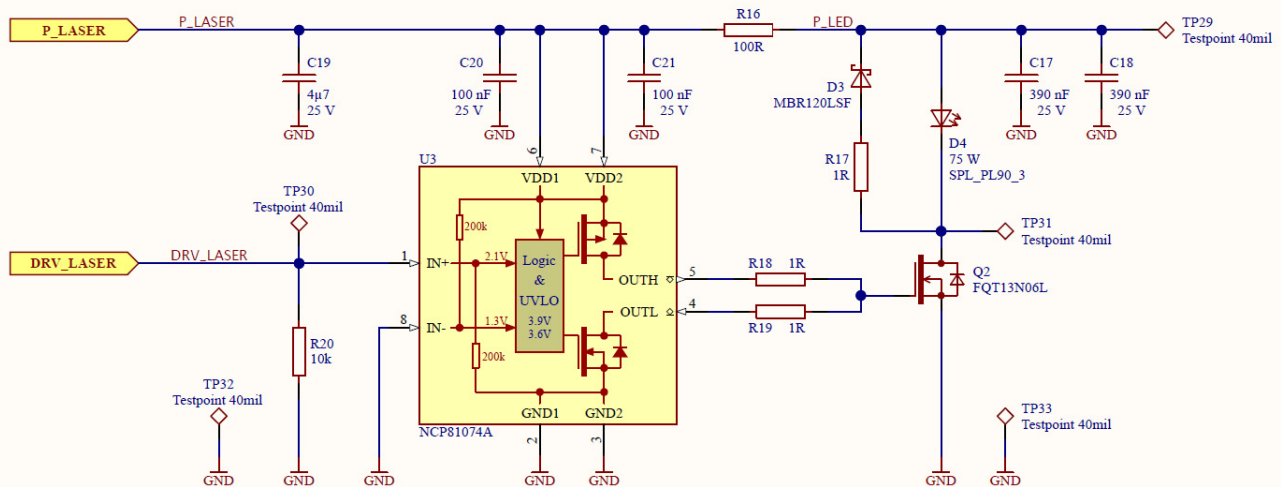 P_LASER
P_LASER
R16
100R
P_LED
TP29
Testpoint 40mil
C19
4µ7
25 V
GND
C20
100 nF
25 V
GND
C21
100 nF
25 V
GND
D3
MBR120LSF
R17
1R
D4
75 W
SPL_PL90_3
C17
390 nF
25 V
GND
C18
390 nF
25 V
GND
U3
6
7
VDD1
VDD2
200k
TP30
Testpoint 40mil
DRV_LASER
DRV_LASER
1
IN+
2.1V
Logic
&
UVLO
3.9V
3.6V
OUTH
5
R18
1R
TP31
Testpoint 40mil
Q2
FQT13N06L
8
IN-
1.3V
OUTL
4
R19
1R
200k
R20
10k
TP32
Testpoint 40mil
GND1
GND2
NCP81074A
2
3
TP33
Testpoint 40mil
GND
GND
GND
GND
GND
GND
GND